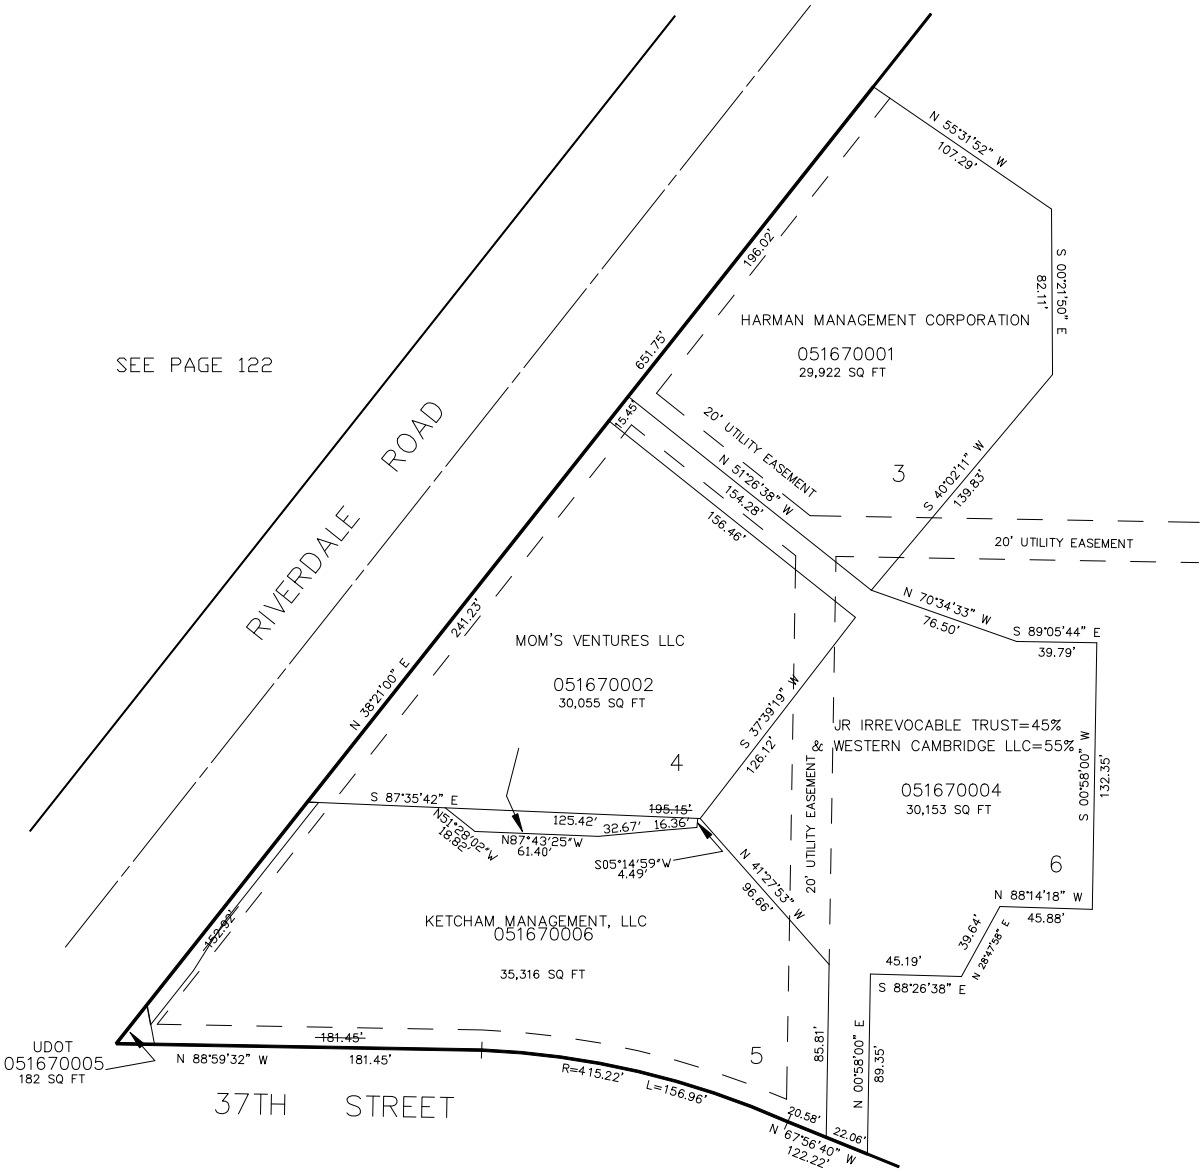 N 55°31'52" W
107.29'
196.02'
S 00°21'50" E
82.11'
HARMAN MANAGEMENT CORPORATION
051670001
29,922 SQ FT
651.75'
SEE PAGE 122
RIVERDALE ROAD
15.45'
20' UTILITY EASEMENT
N 51°26'38" W
154.28'
156.46'
3
S 40°02'11" W
139.83'
20' UTILITY EASEMENT
N 70°34'33" W
76.50'
S 89°05'44" E
39.79'
241.23'
N 38°21'00" E
MOM'S VENTURES LLC
051670002
30,055 SQ FT
S 37°39'19" W
126.12'
4
JR IRREVOCABLE TRUST=45%
& WESTERN CAMBRIDGE LLC=55%
051670004
30,153 SQ FT
S 00°58'00" W
132.35'
20' UTILITY EASEMENT
6
S 87°35'42" E
195.15'
125.42'
32.67'
16.36'
N51°28'02"W
18.82'
N87°43'25"W
61.40'
S05°14'59"W
4.49'
N 41°27'53" W
96.66'
N 88°14'18" W
45.88'
39.64'
N 28°47'58" E
45.19'
S 88°26'38" E
152.92'
KETCHAM MANAGEMENT, LLC
051670006
35,316 SQ FT
5
85.81'
N 00°58'00" E
89.35'
UDOT
051670005
182 SQ FT
181.45'
N 88°59'32" W
181.45'
R=415.22'
L=156.96'
20.58'
22.06'
N 67°56'40" W
122.22'
37TH STREET